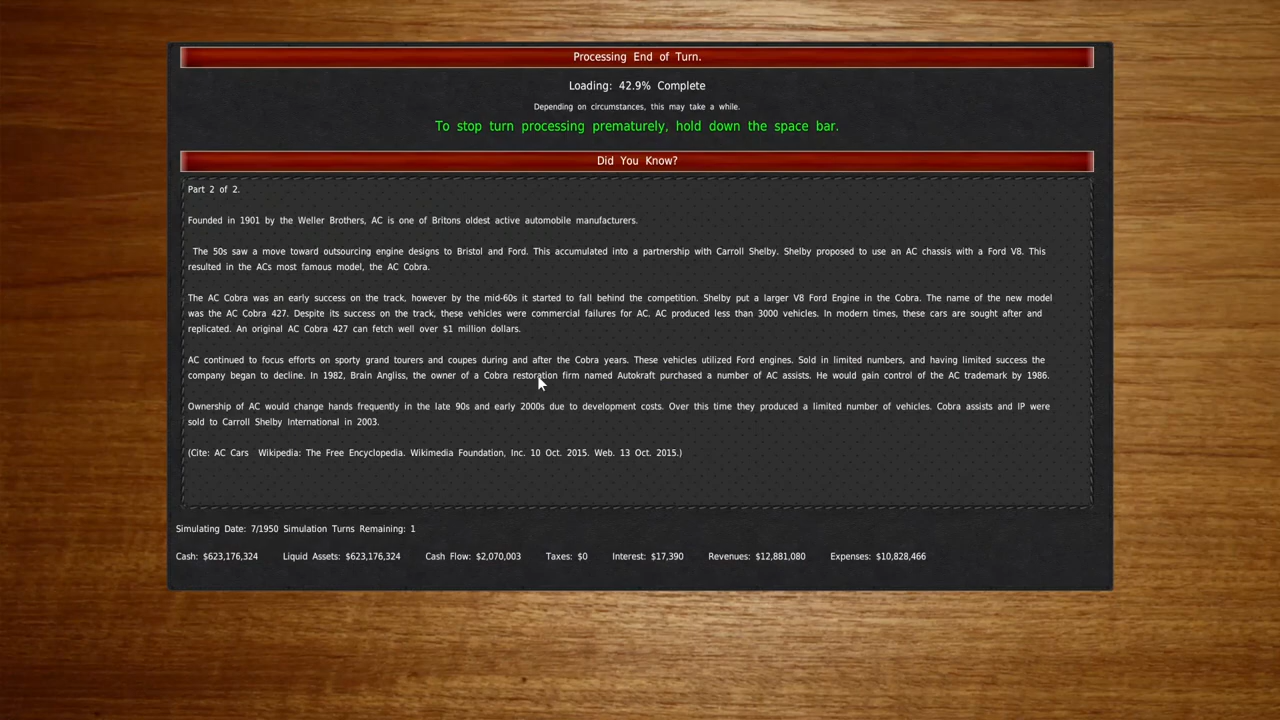 Processing End of Turn.
Loading: 42.9% Complete
Depending on circumstances, this may take a while.
To stop turn processing prematurely, hold down the space bar.
Did You Know?
Part 2 of 2.
Founded in 1901 by the Weller Brothers, AC is one of Britons oldest active automobile manufacturers.
The 50s saw a move toward outsourcing engine designs to Bristol and Ford. This accumulated into a partnership with Carroll Shelby. Shelby proposed to use an AC chassis with a Ford V8. This
resulted in the ACs most famous model, the AC Cobra.
The AC Cobra was an early success on the track, however by the mid-60s it started to fall behind the competition. Shelby put a larger V8 Ford Engine in the Cobra. The name of the new model
was the AC Cobra 427. Despite its success on the track, these vehicles were commercial failures for AC. AC produced less than 3000 vehicles. In modern times, these cars are sought after and
replicated. An original AC Cobra 427 can fetch well over $1 million dollars.
AC continued to focus efforts on sporty grand tourers and coupes during and after the Cobra years. These vehicles utilized Ford engines. Sold in limited numbers, and having limited success the
company began to decline. In 1982, Brain Angliss, the owner of a Cobra restoration firm named Autokraft purchased a number of AC assists. He would gain control of the AC trademark by 1986.
Ownership of AC would change hands frequently in the late 90s and early 2000s due to development costs. Over this time they produced a limited number of vehicles. Cobra assists and IP were
sold to Carroll Shelby International in 2003.
(Cite: AC Cars  Wikipedia: The Free Encyclopedia. Wikimedia Foundation, Inc. 10 Oct. 2015. Web. 13 Oct. 2015.)
Simulating Date: 7/1950 Simulation Turns Remaining: 1
Cash: $623,176,324 Liquid Assets: $623,176,324 Cash Flow: $2,070,003 Taxes: $0 Interest: $17,390 Revenues: $12,881,080 Expenses: $10,828,466